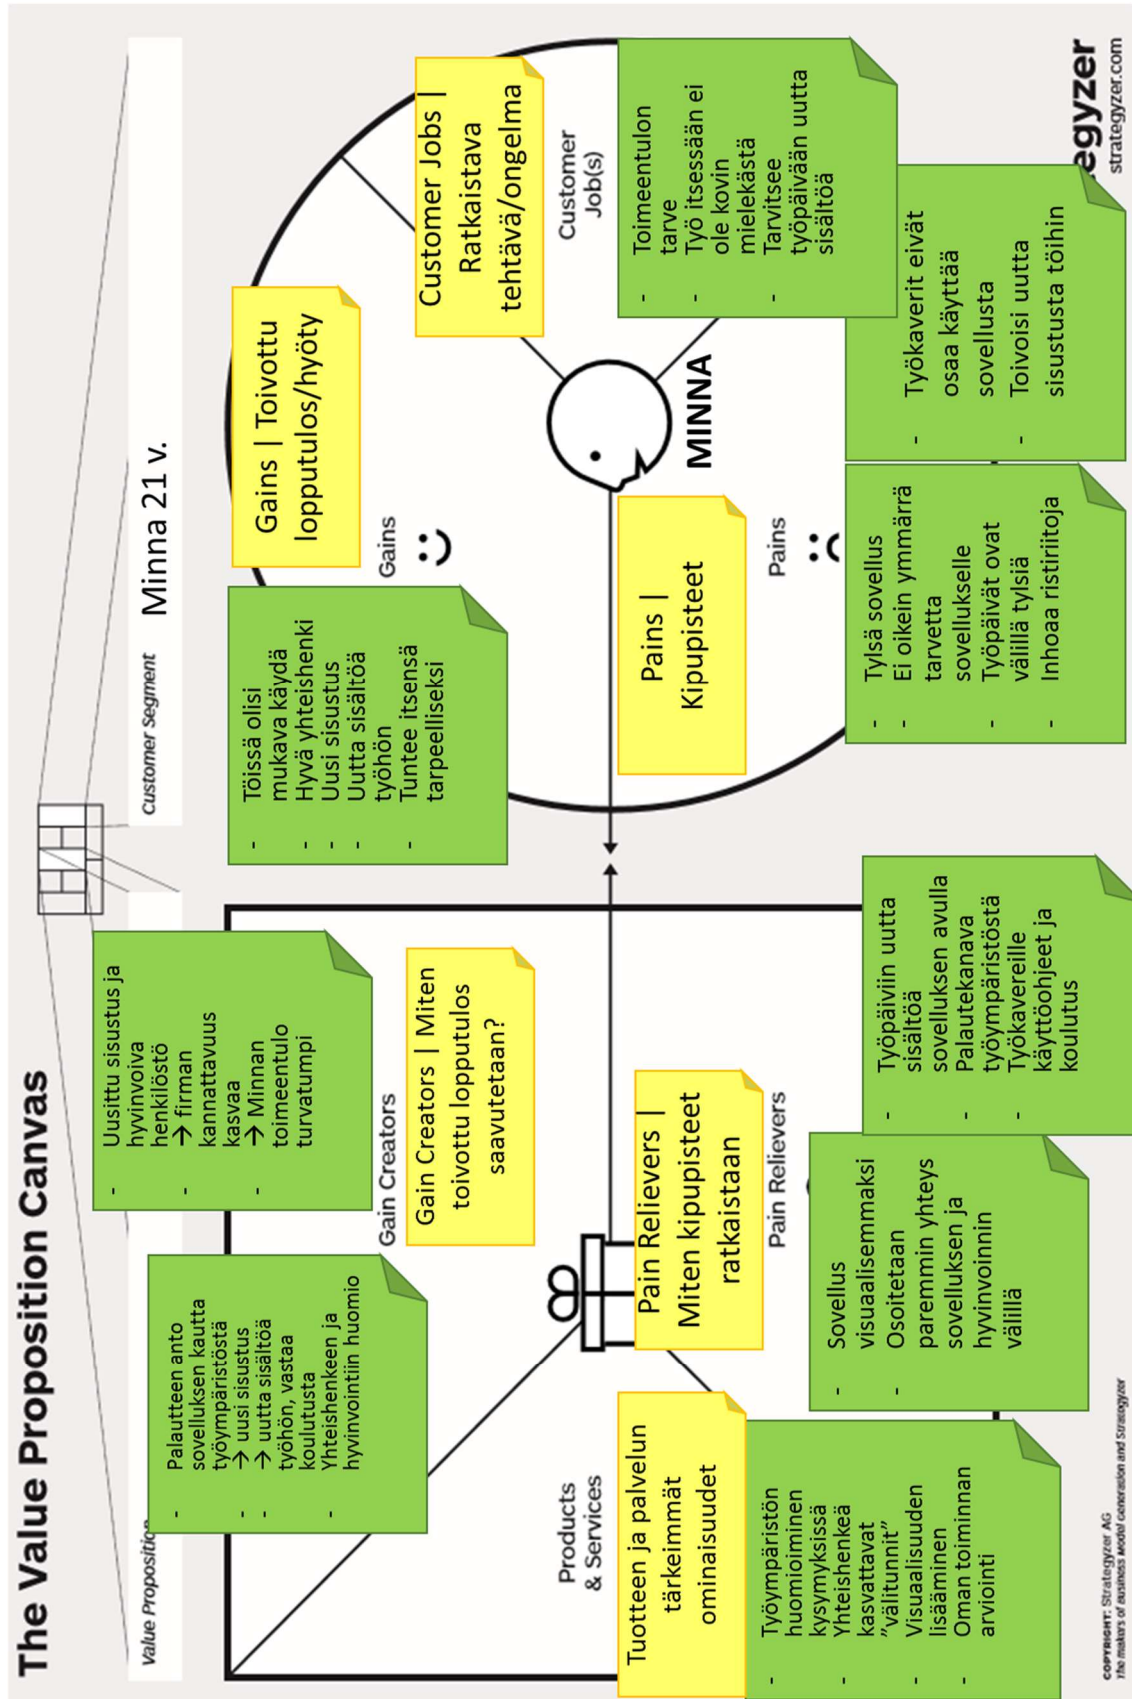 The Value Proposition Canvas
Value Proposition
Customer Segment
Minna 21 v.
- Palautteen anto
sovelluksen kautta
työympäristöstä
→ uusi sisustus
→ uutta sisältöä
työhön, vastaa
koulutusta
- Yhteishenkeen ja
hyvinvointiin huomio
- Uusittu sisustus ja
hyvinvoiva
henkilöstö
- → firman
kannattavuus
kasvaa
- → Minnan
toimeentulo
turvatumpi
Gain Creators
Gain Creators | Miten
toivottu lopputulos
saavutetaan?
Products
& Services
Tuotteen ja palvelun
tärkeimmät
ominaisuudet
- Työympäristön
huomioiminen
kysymyksissä
- Yhteishenkeä
kasvattavat
”välitunnit”
- Visuaalisuuden
lisääminen
- Oman toiminnan
arviointi
Pain Relievers |
Miten kipupisteet
ratkaistaan
Pain Relievers
- Sovellus
visuaalisemmaksi
- Osoitetaan
paremmin yhteys
sovelluksen ja
hyvinvoinnin
välillä
- Työpäiviin uutta
sisältöä
sovelluksen avulla
- Palautekanava
työympäristöstä
- Työkavereille
käyttöohjeet ja
koulutus
- Töissä olisi
mukava käydä
- Hyvä yhteishenki
- Uusi sisustus
- Uutta sisältöä
työhön
- Tuntee itsensä
tarpeelliseksi
Gains | Toivottu
lopputulos/hyöty
Gains
Customer Jobs |
Ratkaistava
tehtävä/ongelma
Customer
Job(s)
- Toimeentulon
tarve
- Työ itsessään ei
ole kovin
mielekästä
- Tarvitsee
työpäivään uutta
sisältöä
MINNA
Pains |
Kipupisteet
Pains
- Tylsä sovellus
- Ei oikein ymmärrä
tarvetta
sovellukselle
- Työpäivät ovat
välillä tylsiä
- Inhoaa ristiriitoja
- Työkaverit eivät
osaa käyttää
sovellusta
- Toivoisi uutta
sisustusta töihin
COPYRIGHT: Strategyzer AG
The makers of Business Model Generation and Strategyzer
egyzer
strategyzer.com